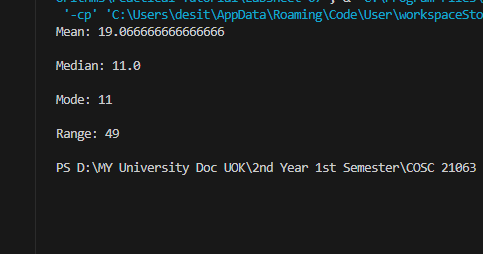 '-cp' 'C:\Users\desit\AppData\Roaming\Code\User\workspaceSto
Mean: 19.066666666666666
Median: 11.0
Mode: 11
Range: 49
PS D:\MY University Doc UOK\2nd Year 1st Semester\COSC 21063